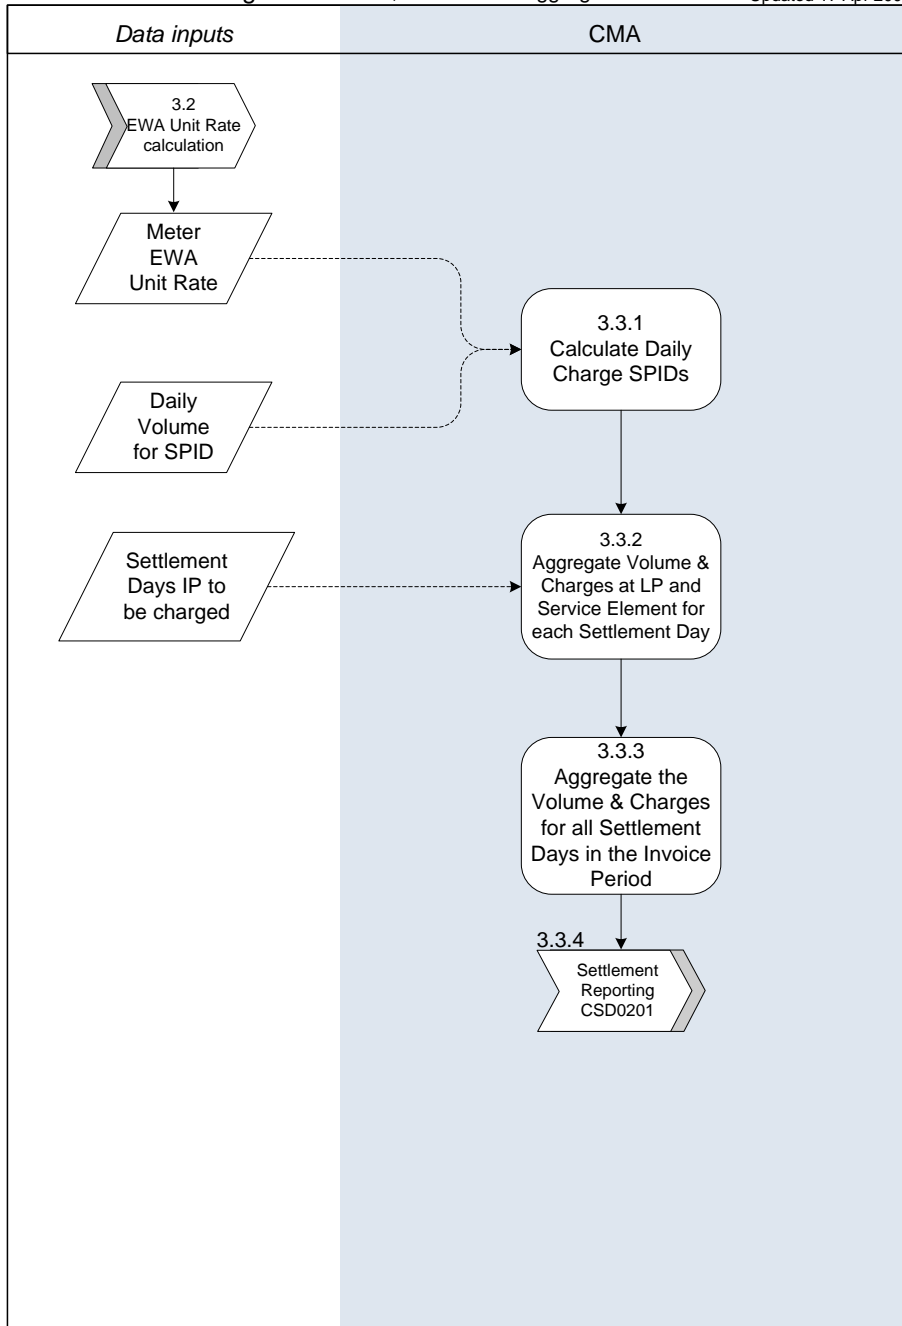 Data inputs
CMA
3.2
EWA Unit Rate
calculation
Meter
EWA
Unit Rate
3.3.1
Calculate Daily
Charge SPIDs
Daily
Volume
for SPID
3.3.2
Aggregate Volume &
Charges at LP and
Service Element for
each Settlement Day
Settlement
Days IP to
be charged
3.3.3
Aggregate the
Volume & Charges
for all Settlement
Days in the Invoice
Period
3.3.4
Settlement
Reporting
CSD0201